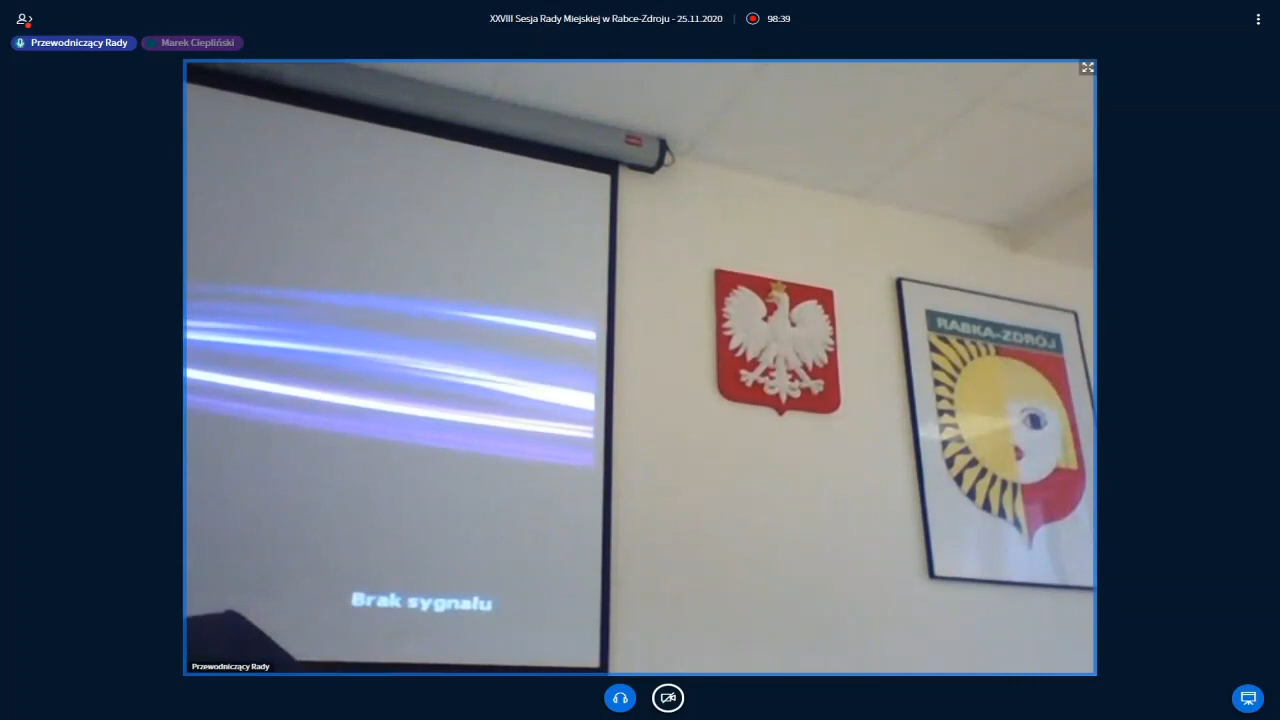 XXVIII Sesja Rady Miejskiej w Rabce-Zdroju - 25.11.2020
98:39
Przewodniczący Rady
Marek Ciepliński
RABKA-ZDRÓJ
Brak sygnału
Przewodniczący Rady